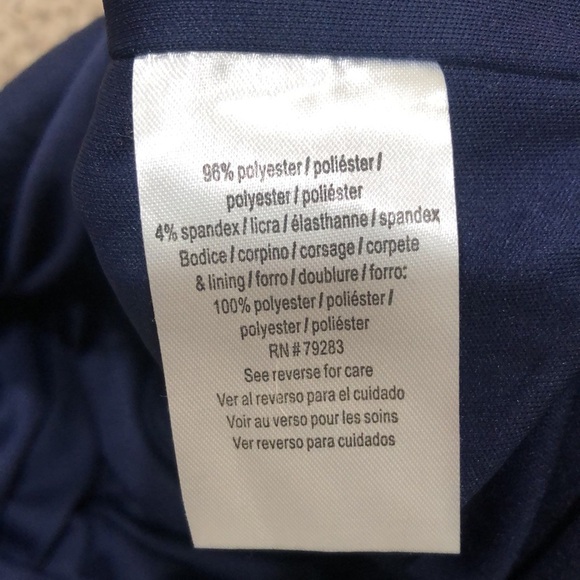 96% polyester / poliéster /
polyester / poliéster
4% spandex / licra / élasthanne / spandex
Bodice / corpino / corsage / corpete
& lining / forro / doublure / forro:
100% polyester / poliéster /
polyester / poliéster
RN # 79283
See reverse for care
Ver al reverso para el cuidado
Voir au verso pour les soins
Ver reverso para cuidados